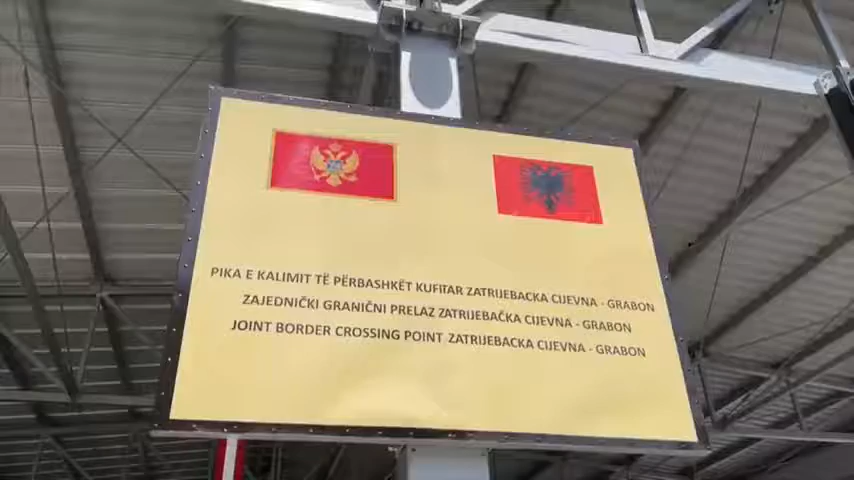 PIKA E KALIMIT TË PËRBASHKËT KUFITAR ZATRIJEBACKA CIJEVNA - GRABON
ZAJEDNIČKI GRANIČNI PRELAZ ZATRIJEBAČKA CIJEVNA - GRABON
JOINT BORDER CROSSING POINT ZATRIJEBACKA CIJEVNA - GRABON